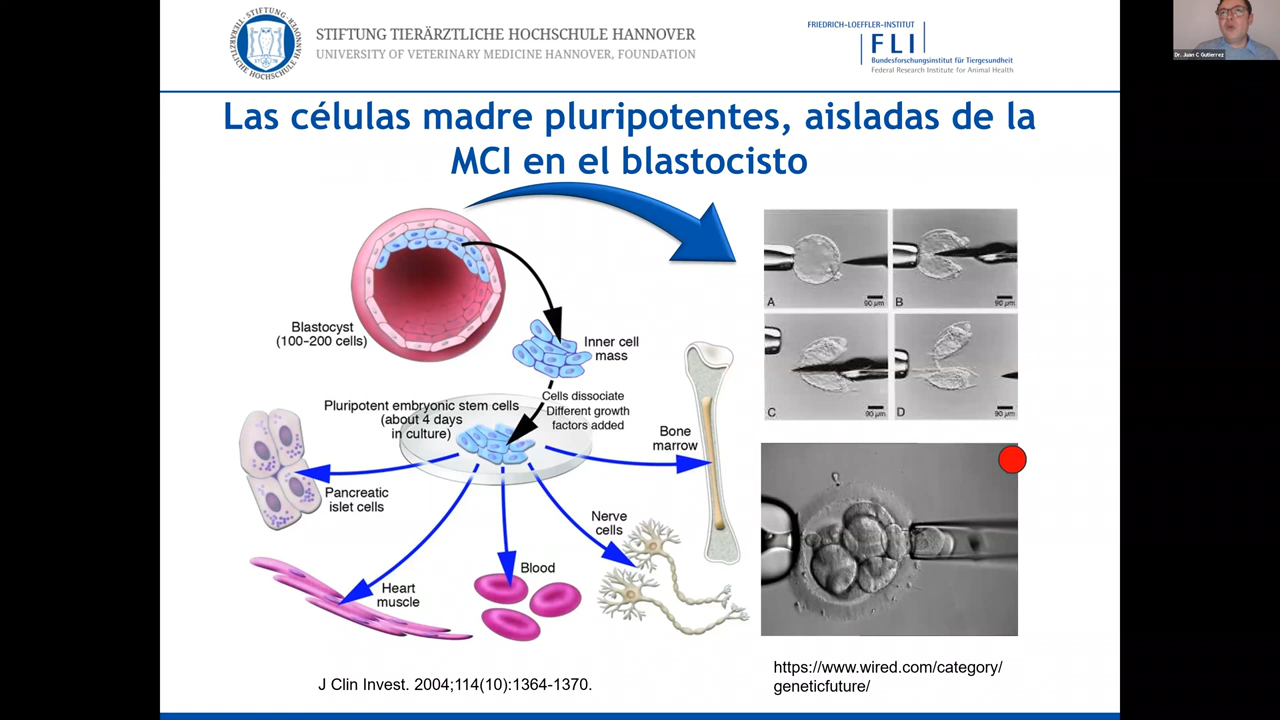 STIFTUNG TIERÄRZTLICHE HOCHSCHULE HANNOVER
UNIVERSITY OF VETERINARY MEDICINE HANNOVER, FOUNDATION
FRIEDRICH-LOEFFLER-INSTITUT
FLI
Bundesforschungsinstitut für Tiergesundheit
Federal Research Institute for Animal Health
Dr. Juan C Gutierrez
Las células madre pluripotentes, aisladas de la
MCI en el blastocisto
Blastocyst
(100-200 cells)
Inner cell
mass
Cells dissociate
Different growth
factors added
Pluripotent embryonic stem cells
(about 4 days
in culture)
Bone
marrow
Pancreatic
islet cells
Nerve
cells
Blood
Heart
muscle
A
90 µm
B
90 µm
C
90 µm
D
90 µm
J Clin Invest. 2004;114(10):1364-1370.
https://www.wired.com/category/
geneticfuture/